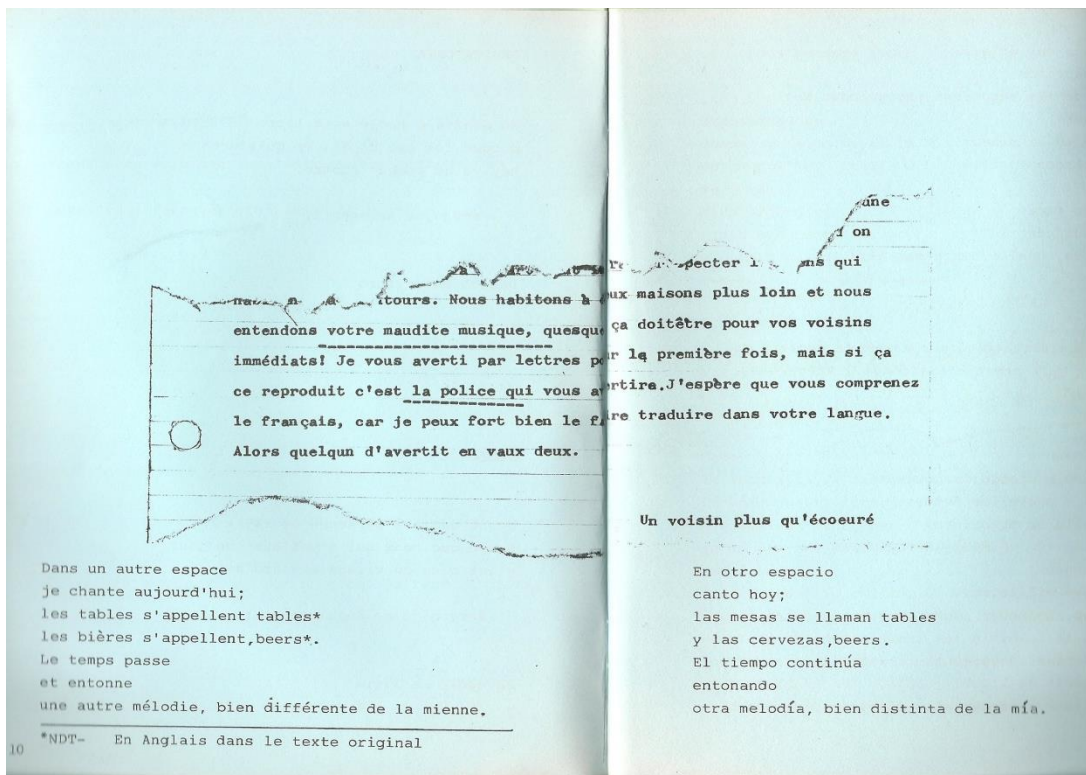 une
on
pecter qui
tours. Nous habitons à ux maisons plus loin et nous
entendons votre maudite musique, quesque ça doitêtre pour vos voisins
immédiats! Je vous averti par lettres la première fois, mais si ça
ce reproduit c'est la police qui vous rtira.J'espère que vous comprenez
le français, car je peux fort bien le re traduire dans votre langue.
Alors quelqun d'avertit en vaux deux.
Un voisin plus qu'écoeuré
Dans un autre espace
je chante aujourd'hui;
les tables s'appellent tables*
les bières s'appellent,beers*.
Le temps passe
et entonne
une autre mélodie, bien différente de la mienne.
*NDT- En Anglais dans le texte original
10
En otro espacio
canto hoy;
las mesas se llaman tables
y las cervezas,beers.
El tiempo continúa
entonando
otra melodía, bien distinta de la mía.